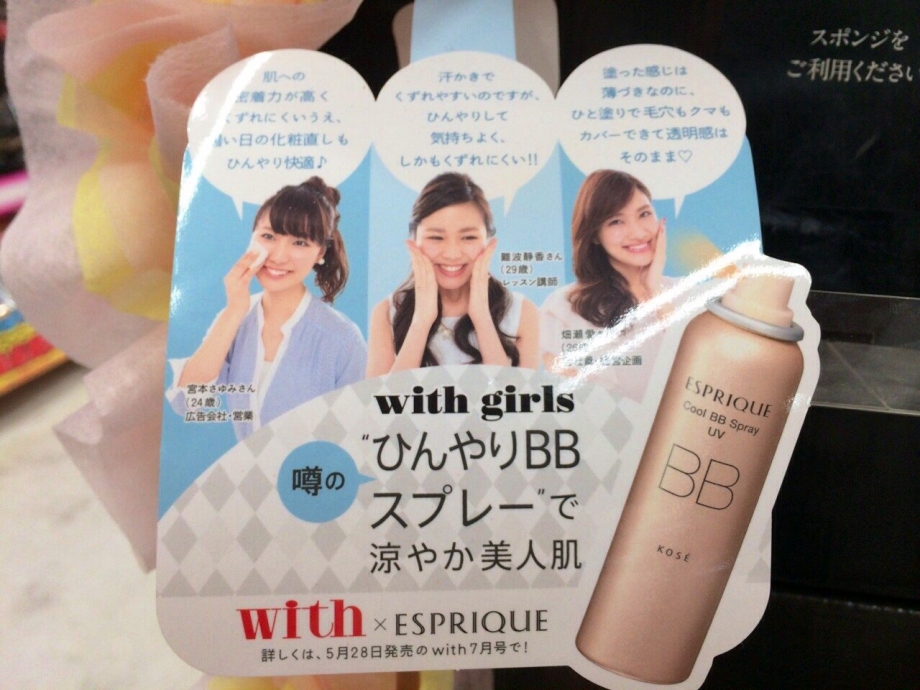 スポンジを
ご利用ください
肌への
密着力が高く
くずれにくいうえ、
暑い日の化粧直しも
ひんやり快適♪
汗かきで
くずれやすいのですが、
ひんやりして
気持ちよく、
しかもくずれにくい!!
塗った感じは
薄づきなのに、
ひと塗りで毛穴もクマも
カバーできて透明感は
そのまま♡
宮本さゆみさん
(24歳)
広告会社・営業
難波静香さん
(29歳)
レッスン講師
畑瀬愛
経営企画
with girls
噂の
"ひんやりBB
スプレー"で
涼やか美人肌
ESPRIQUE
Cool BB Spray
UV
BB
KOSÉ
with×ESPRIQUE
詳しくは、5月28日発売のwith7月号で!